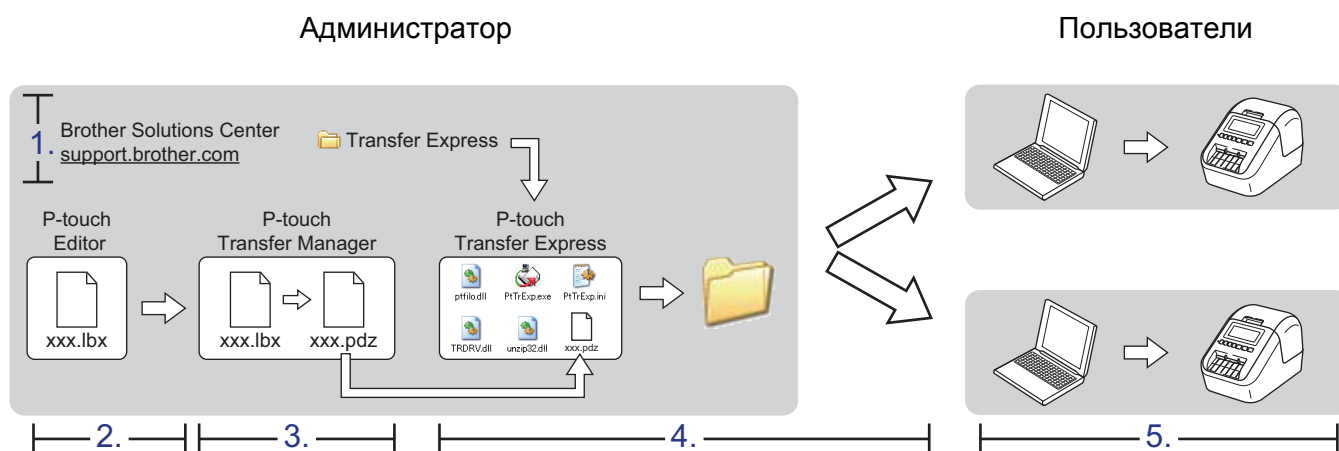 Администратор
Пользователи
1.
Brother Solutions Center
support.brother.com
Transfer Express
P-touch
Editor
xxx.lbx
P-touch
Transfer Manager
xxx.lbx
xxx.pdz
P-touch
Transfer Express
ptfilo.dll
PtTrExp.exe
PtTrExp.ini
TRDRV.dll
unzip32.dll
xxx.pdz
2.
3.
4.
5.